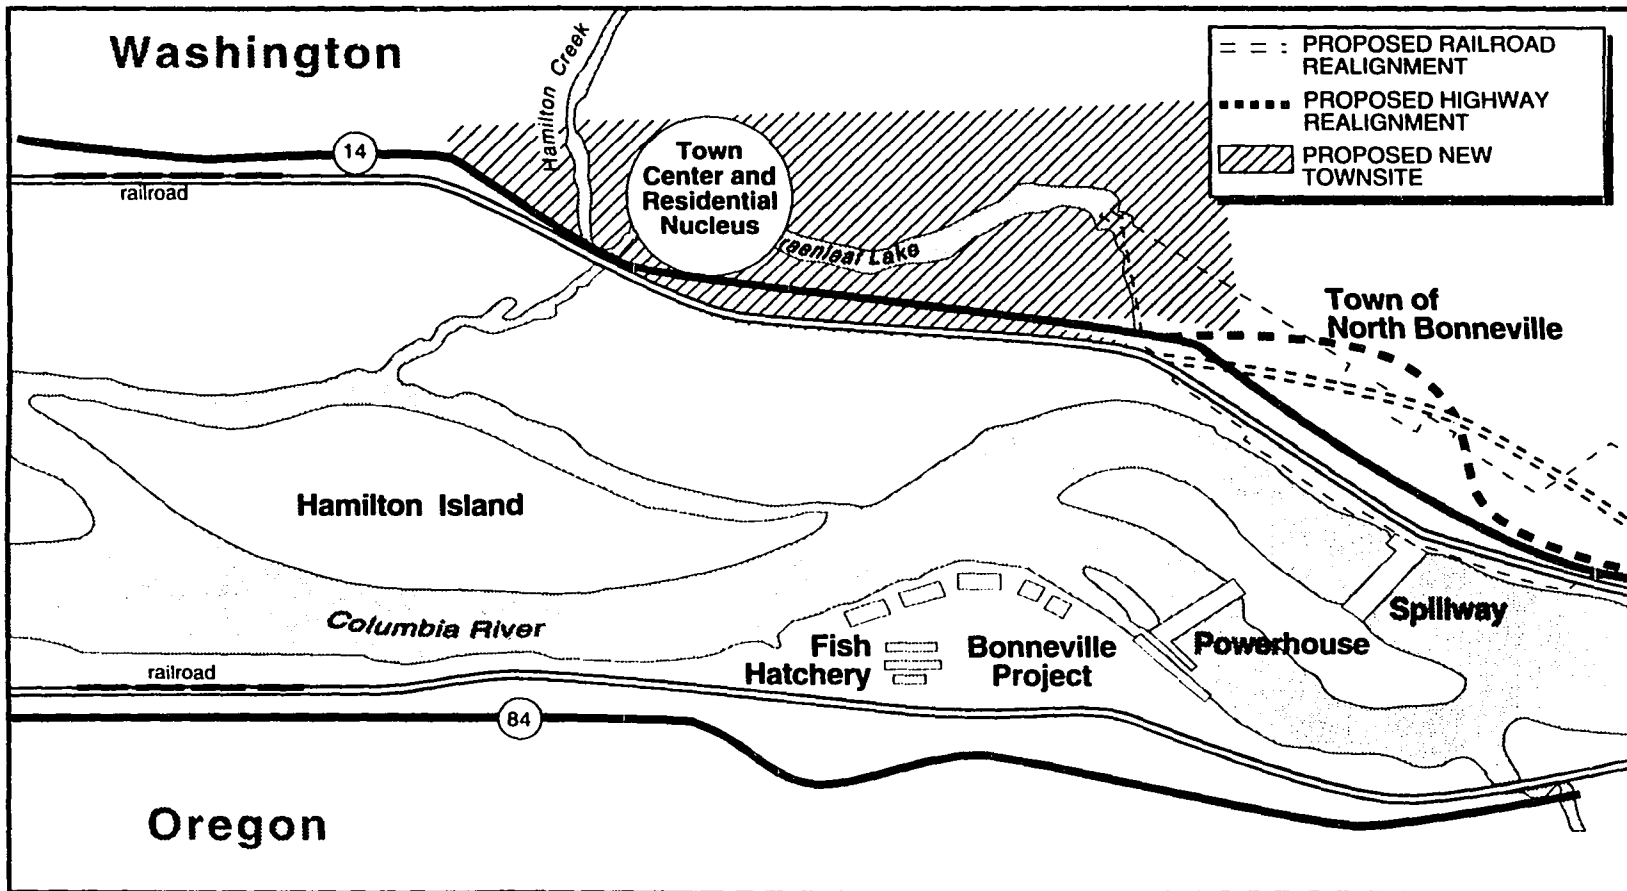 Washington
Hamilton Creek
PROPOSED RAILROAD
REALIGNMENT
PROPOSED HIGHWAY
REALIGNMENT
PROPOSED NEW
TOWNSITE
14
railroad
Town
Center and
Residential
Nucleus
reenleaf Lake
Town of
North Bonneville
Hamilton Island
Columbia River
Fish
Hatchery
Bonneville
Project
Powerhouse
Spillway
railroad
84
Oregon